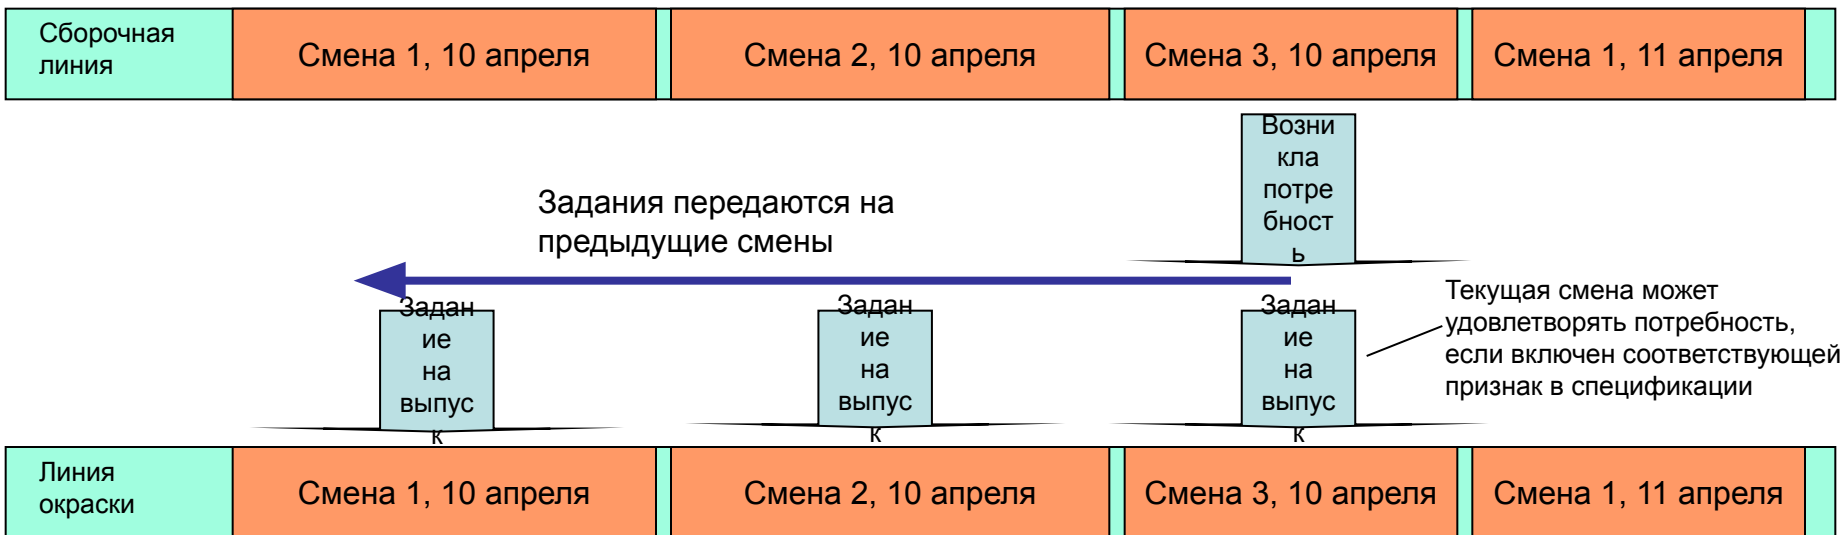 Сборочная
линия
Смена 1, 10 апреля
Смена 2, 10 апреля
Смена 3, 10 апреля
Смена 1, 11 апреля
Возни
кла
потре
бност
ь
Задания передаются на
предыдущие смены
Задан
ие
на
выпус
к
Задан
ие
на
выпус
к
Задан
ие
на
выпус
к
Текущая смена может
удовлетворять потребность,
если включен соответствующей
признак в спецификации
Линия
окраски
Смена 1, 10 апреля
Смена 2, 10 апреля
Смена 3, 10 апреля
Смена 1, 11 апреля